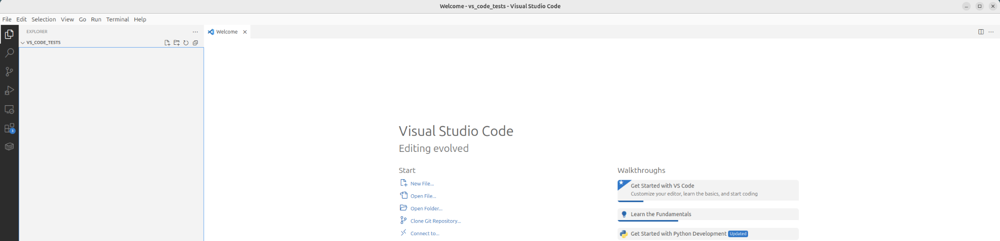 Welcome - vs_code_tests - Visual Studio Code
File Edit Selection View Go Run Terminal Help
EXPLORER
Welcome
VS_CODE_TESTS
3
Visual Studio Code
Editing evolved
Start
New File...
Open File...
Open Folder...
Clone Git Repository...
Connect to...
Walkthroughs
Get Started with VS Code
Customize your editor, learn the basics, and start coding
Learn the Fundamentals
Get Started with Python Development Updated